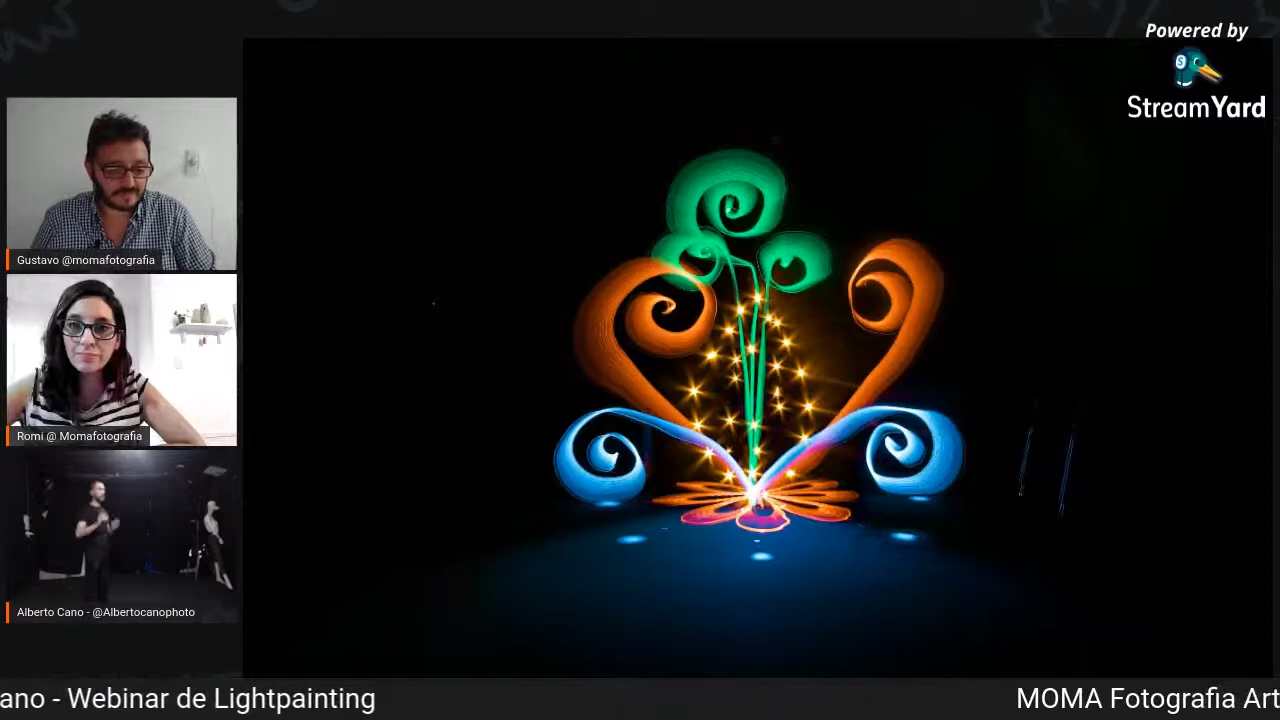 Powered by
StreamYard
Gustavo @momafotografia
Romi @ Momafotografia
Alberto Cano - @Albertocanophoto
ano - Webinar de Lightpainting
MOMA Fotografia Art